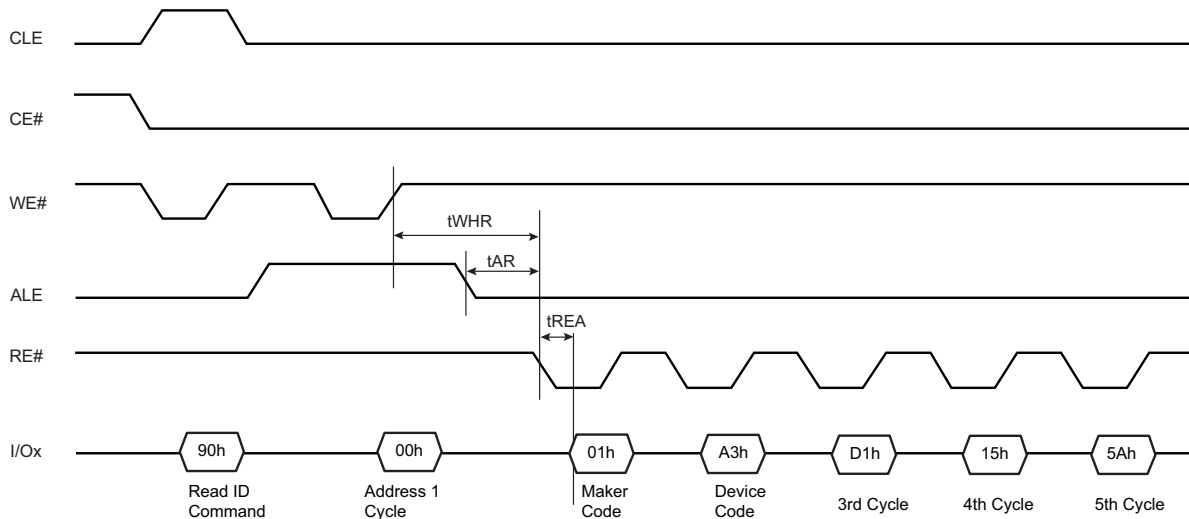 CLE
CE#
WE#
tWHR
tAR
ALE
tREA
RE#
I/Ox
90h
00h
01h
A3h
D1h
15h
5Ah
Read ID
Command
Address 1
Cycle
Maker
Code
Device
Code
3rd Cycle
4th Cycle
5th Cycle